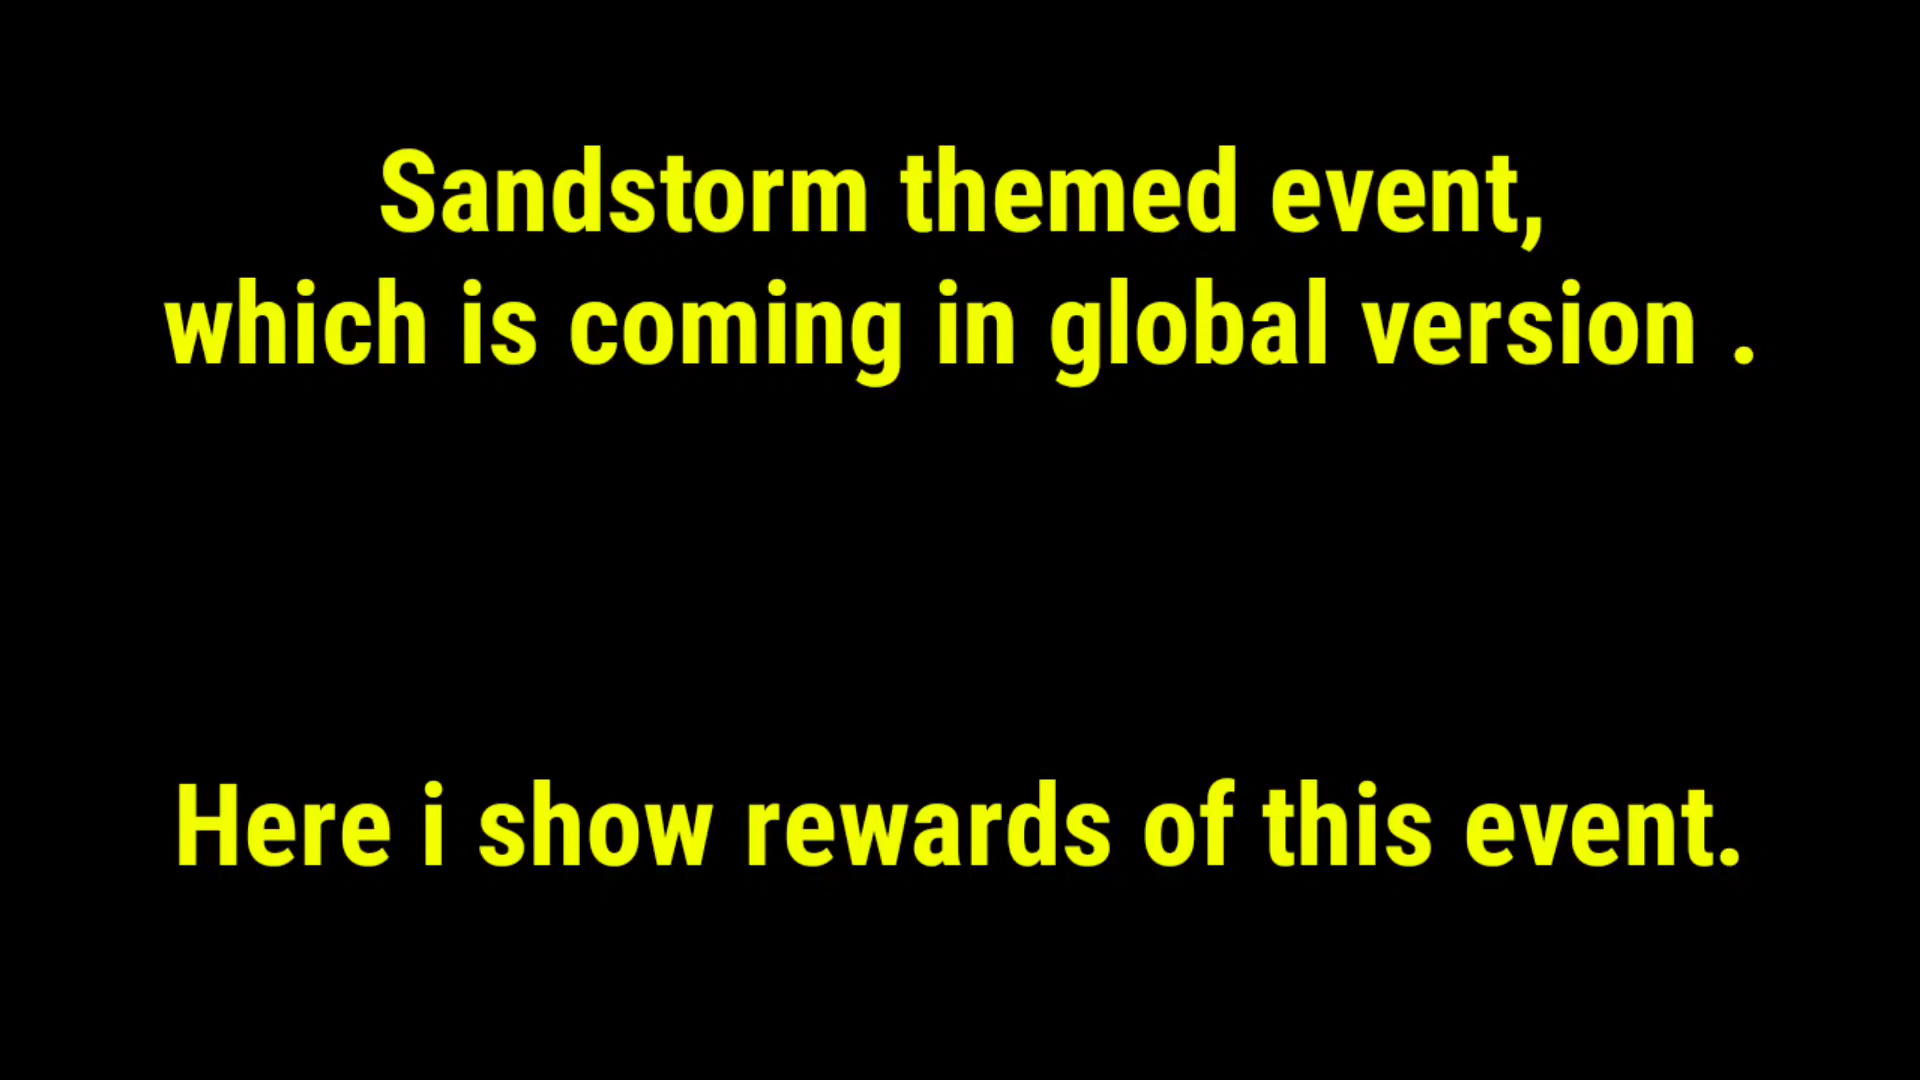 Sandstorm themed event,
which is coming in global version .
Here i show rewards of this event.